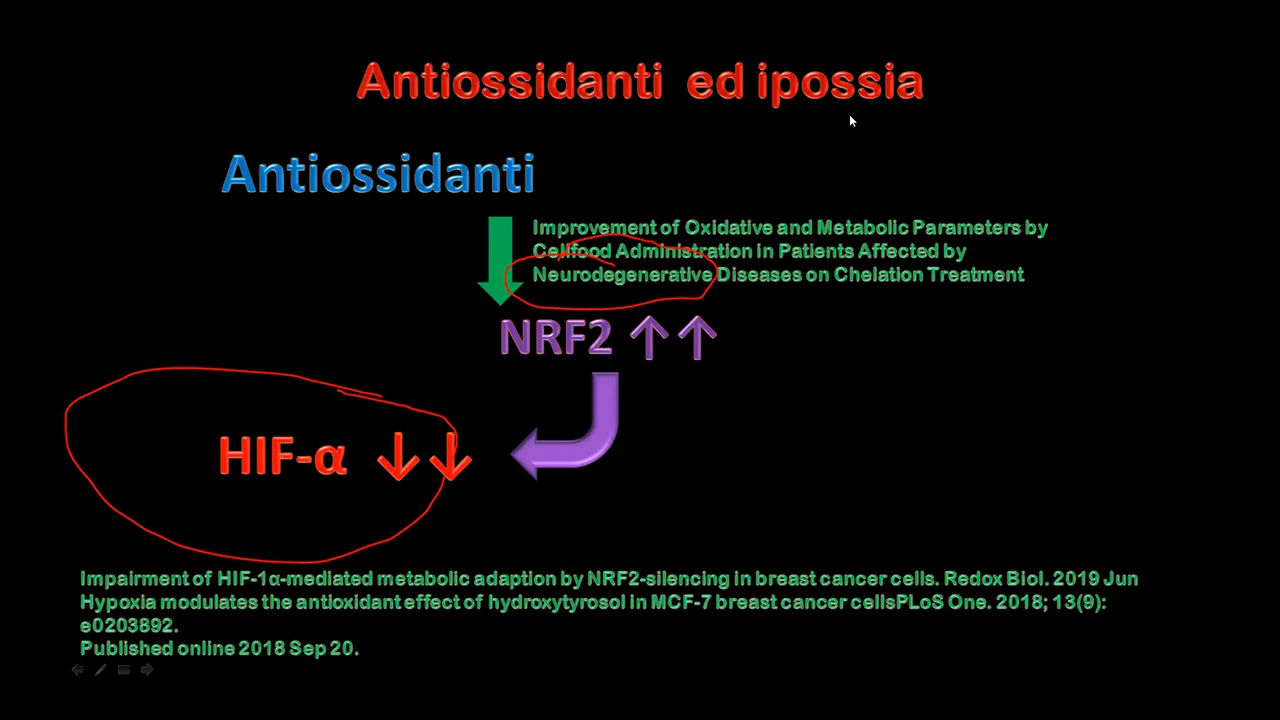 Antiossidanti ed ipossia
Antiossidanti
Improvement of Oxidative and Metabolic Parameters by
Cellfood Administration in Patients Affected by
Neurodegenerative Diseases on Chelation Treatment
NRF2 ↑↑
HIF-α ↓↓
Impairment of HIF-1α-mediated metabolic adaption by NRF2-silencing in breast cancer cells. Redox Biol. 2019 Jun
Hypoxia modulates the antioxidant effect of hydroxytyrosol in MCF-7 breast cancer cellsPLoS One. 2018; 13(9):
e0203892.
Published online 2018 Sep 20.